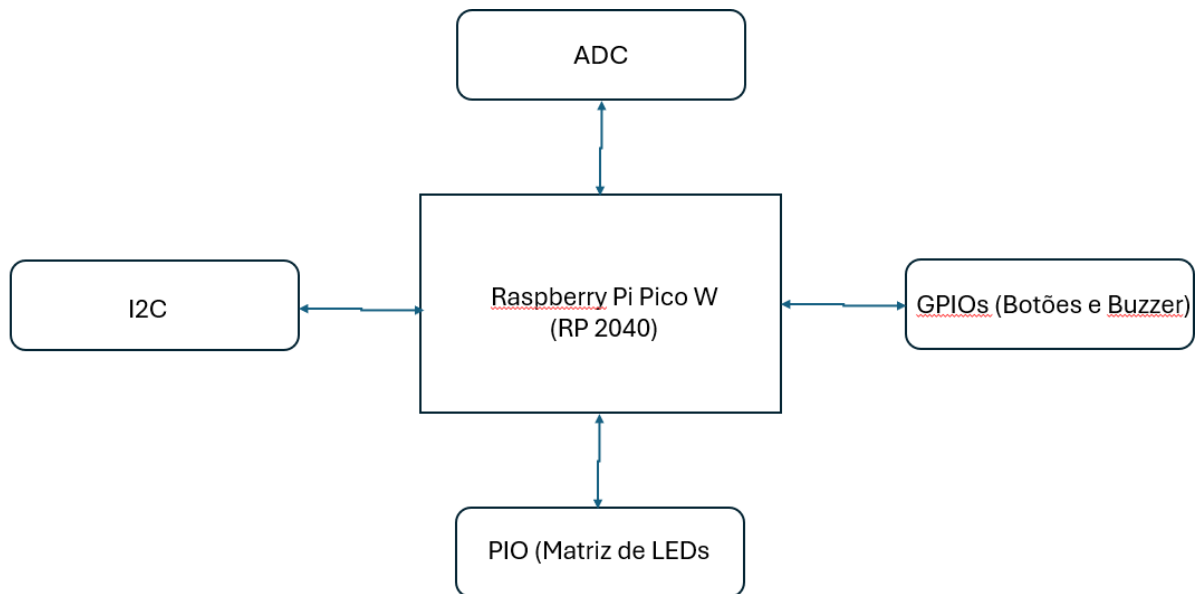 ADC
I2C
Raspberry Pi Pico W
(RP 2040)
GPIOs (Botões e Buzzer)
PIO (Matriz de LEDs